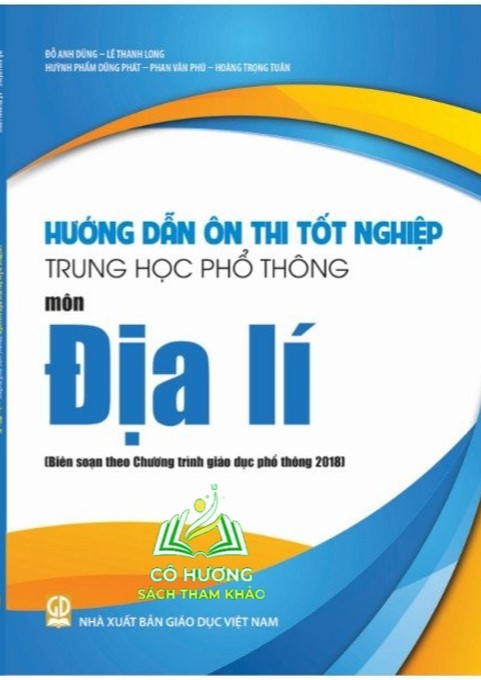 ĐỖ ANH DŨNG – LÊ THANH LONG
HUỲNH PHẨM DŨNG PHÁT – PHAN VĂN PHÚ – HOÀNG TRỌNG TUÂN
HƯỚNG DẪN ÔN THI TỐT NGHIỆP
TRUNG HỌC PHỔ THÔNG
môn
Địa lí
(Biên soạn theo Chương trình giáo dục phổ thông 2018)
CÔ HƯƠNG
SÁCH THAM KHẢO
GD
NHÀ XUẤT BẢN GIÁO DỤC VIỆT NAM